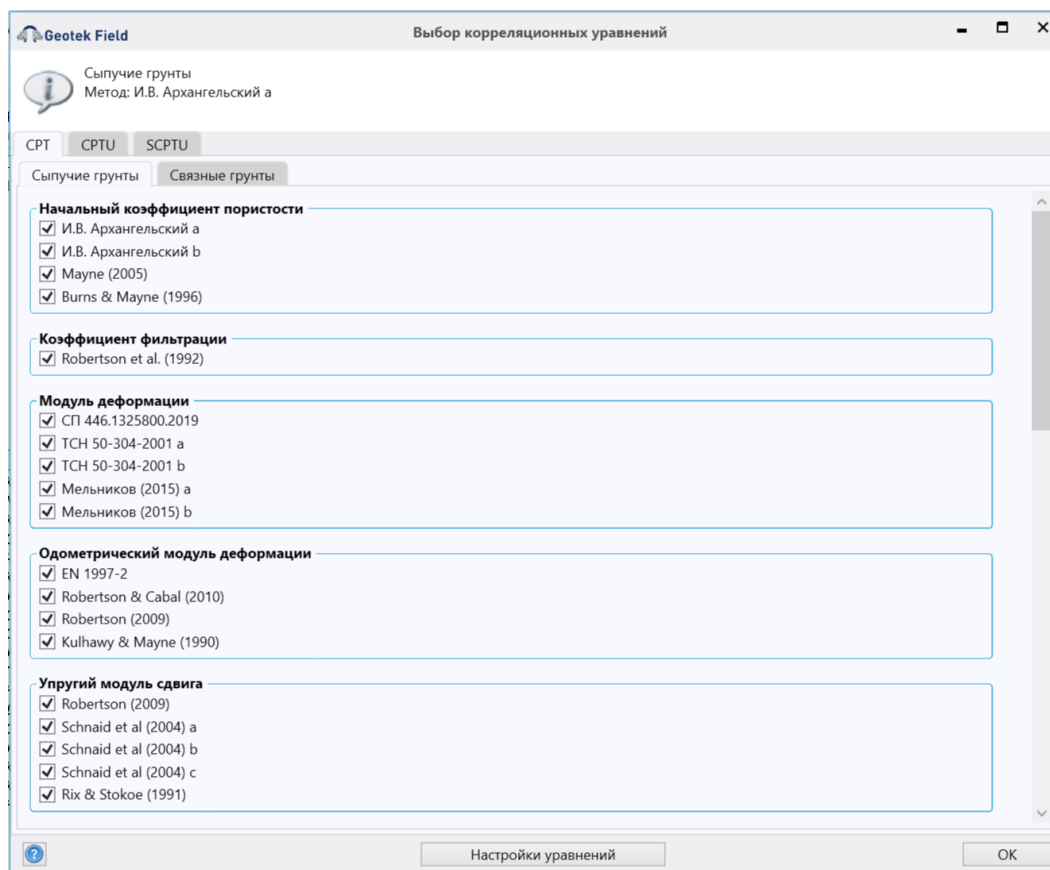 Geotek Field
Выбор корреляционных уравнений
Сыпучие грунты
Метод: И.В. Архангельский a
CPT CPTU SCPTU
Сыпучие грунты Связные грунты
Начальный коэффициент пористости
И.В. Архангельский a
И.В. Архангельский b
Mayne (2005)
Burns & Mayne (1996)
Коэффициент фильтрации
Robertson et al. (1992)
Модуль деформации
СП 446.1325800.2019
ТСН 50-304-2001 a
ТСН 50-304-2001 b
Мельников (2015) a
Мельников (2015) b
Одометрический модуль деформации
EN 1997-2
Robertson & Cabal (2010)
Robertson (2009)
Kulhawy & Mayne (1990)
Упругий модуль сдвига
Robertson (2009)
Schnaid et al (2004) a
Schnaid et al (2004) b
Schnaid et al (2004) c
Rix & Stokoe (1991)
Настройки уравнений
OK